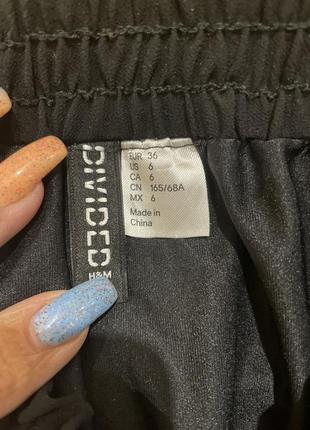 DIVIDED
H&M
EUR 36
US 6
CA 6
CN 165/68A
MX 6
Made in
China